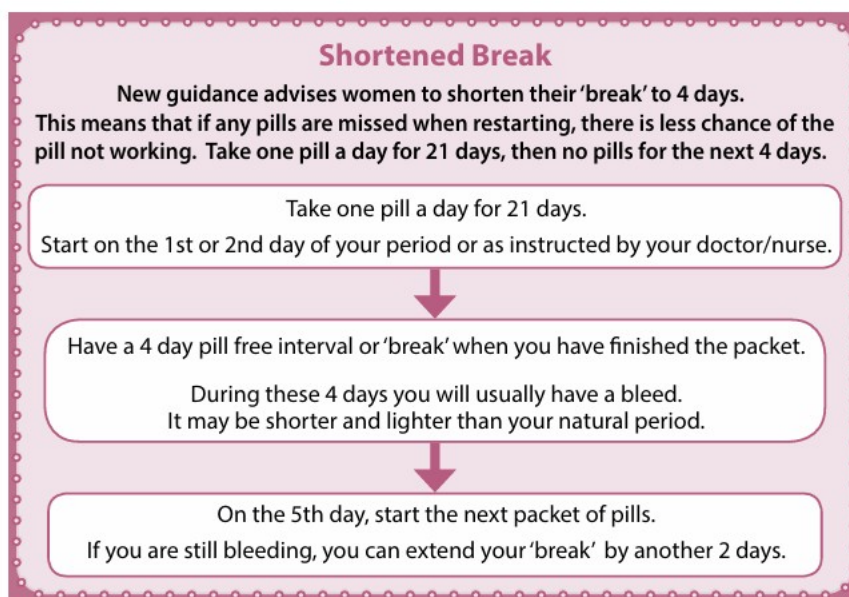 Shortened Break
New guidance advises women to shorten their ‘break’ to 4 days.
This means that if any pills are missed when restarting, there is less chance of the
pill not working.  Take one pill a day for 21 days, then no pills for the next 4 days.
Take one pill a day for 21 days.
Start on the 1st or 2nd day of your period or as instructed by your doctor/nurse.
Have a 4 day pill free interval or ‘break’ when you have finished the packet.
During these 4 days you will usually have a bleed.
It may be shorter and lighter than your natural period.
On the 5th day, start the next packet of pills.
If you are still bleeding, you can extend your ‘break’  by another 2 days.